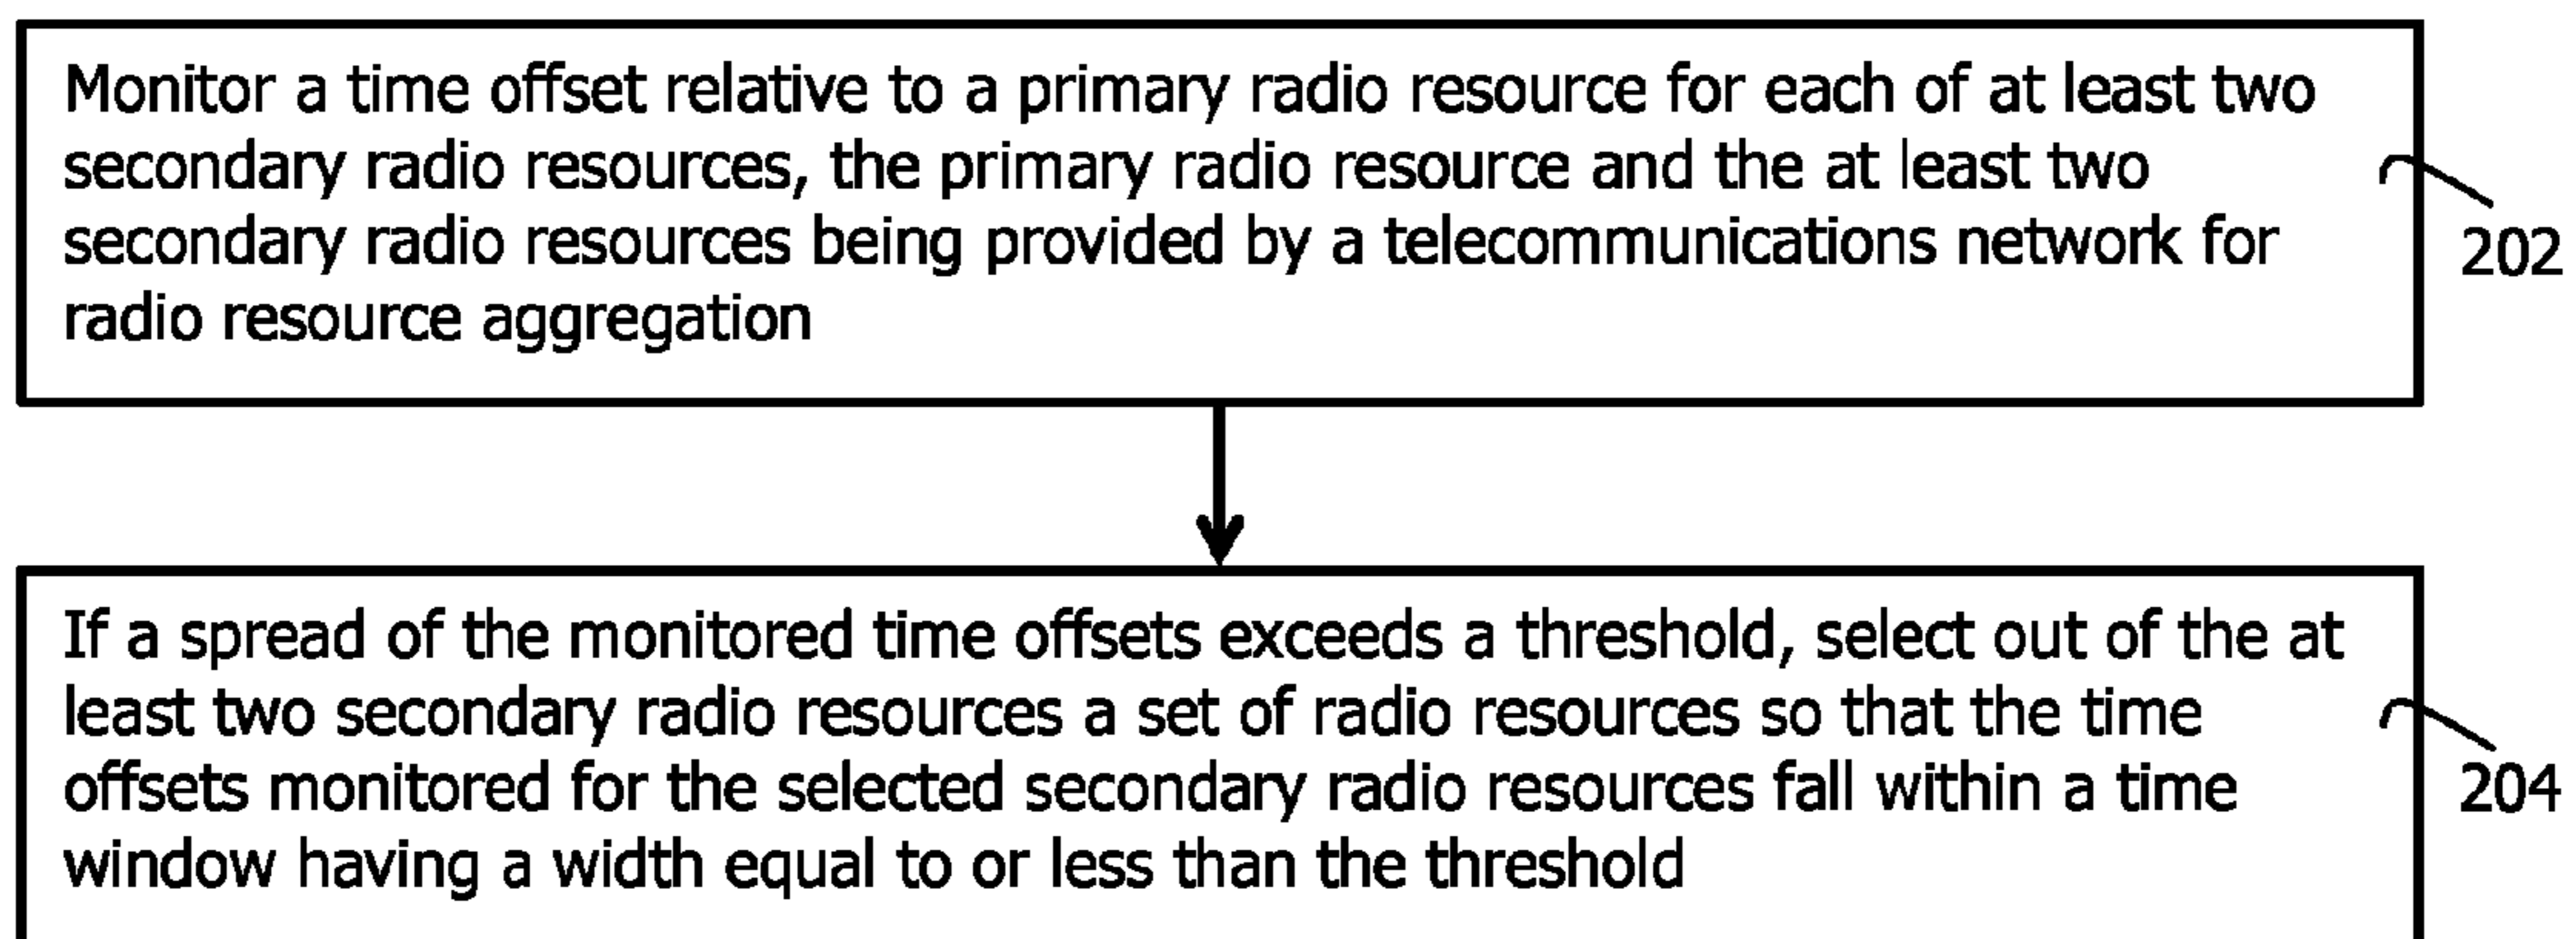 Monitor a time offset relative to a primary radio resource for each of at least two
secondary radio resources, the primary radio resource and the at least two
secondary radio resources being provided by a telecommunications network for
radio resource aggregation
202
If a spread of the monitored time offsets exceeds a threshold, select out of the at
least two secondary radio resources a set of radio resources so that the time
offsets monitored for the selected secondary radio resources fall within a time
window having a width equal to or less than the threshold
204